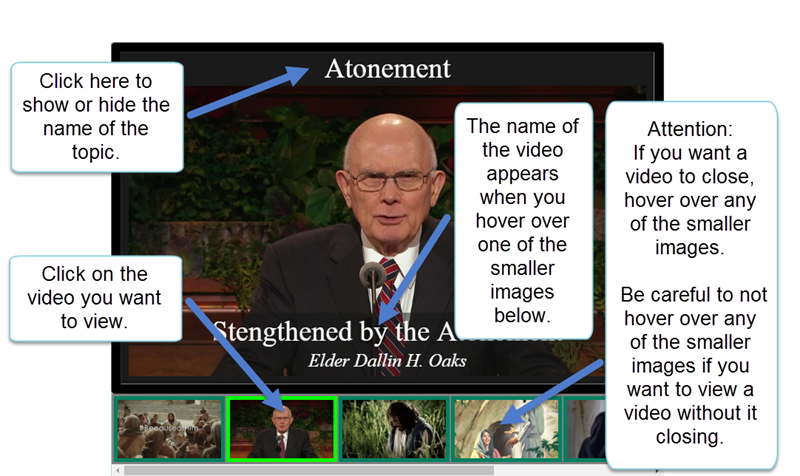 Atonement
Click here to
show or hide the
name of the
topic.
The name of
the video
appears
when you
hover over
one of the
smaller
images
below.
Attention:
If you want a
video to close,
hover over any
of the smaller
images.
Be careful to not
hover over any
of the smaller
images if you
want to view a
video without it
closing.
Click on the
video you want
to view.
Stengthened by the Atonement
Elder Dallin H. Oaks
#BecauseofHim